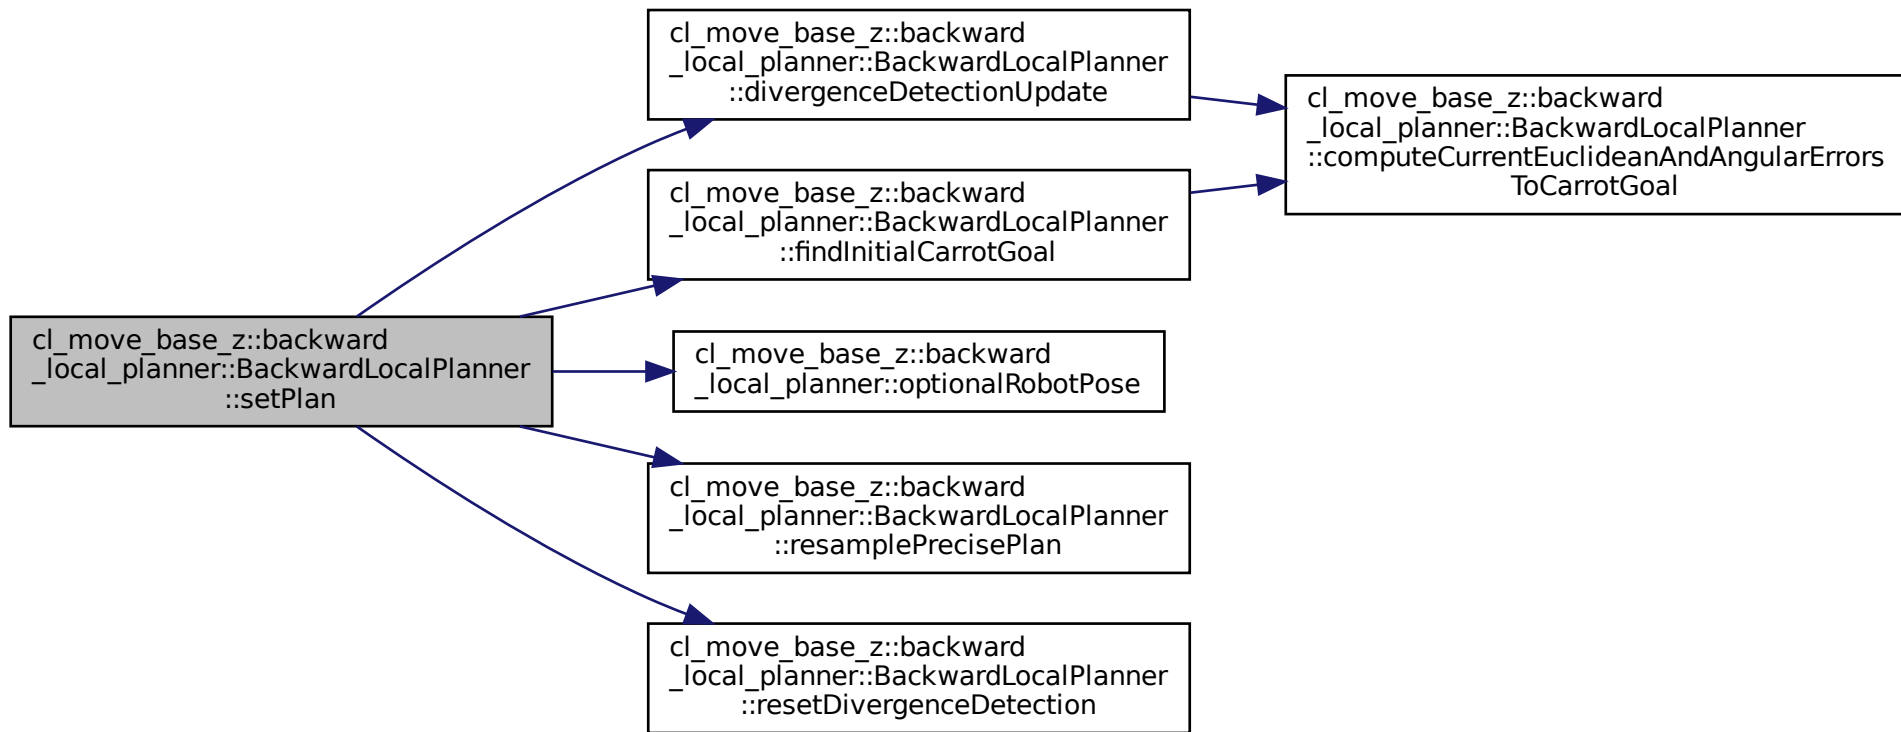 cl_move_base_z::backward
_local_planner::BackwardLocalPlanner
::setPlan
cl_move_base_z::backward
_local_planner::BackwardLocalPlanner
::divergenceDetectionUpdate
cl_move_base_z::backward
_local_planner::BackwardLocalPlanner
::findInitialCarrotGoal
cl_move_base_z::backward
_local_planner::optionalRobotPose
cl_move_base_z::backward
_local_planner::BackwardLocalPlanner
::resamplePrecisePlan
cl_move_base_z::backward
_local_planner::BackwardLocalPlanner
::resetDivergenceDetection
cl_move_base_z::backward
_local_planner::BackwardLocalPlanner
::computeCurrentEuclideanAndAngularErrors
ToCarrotGoal